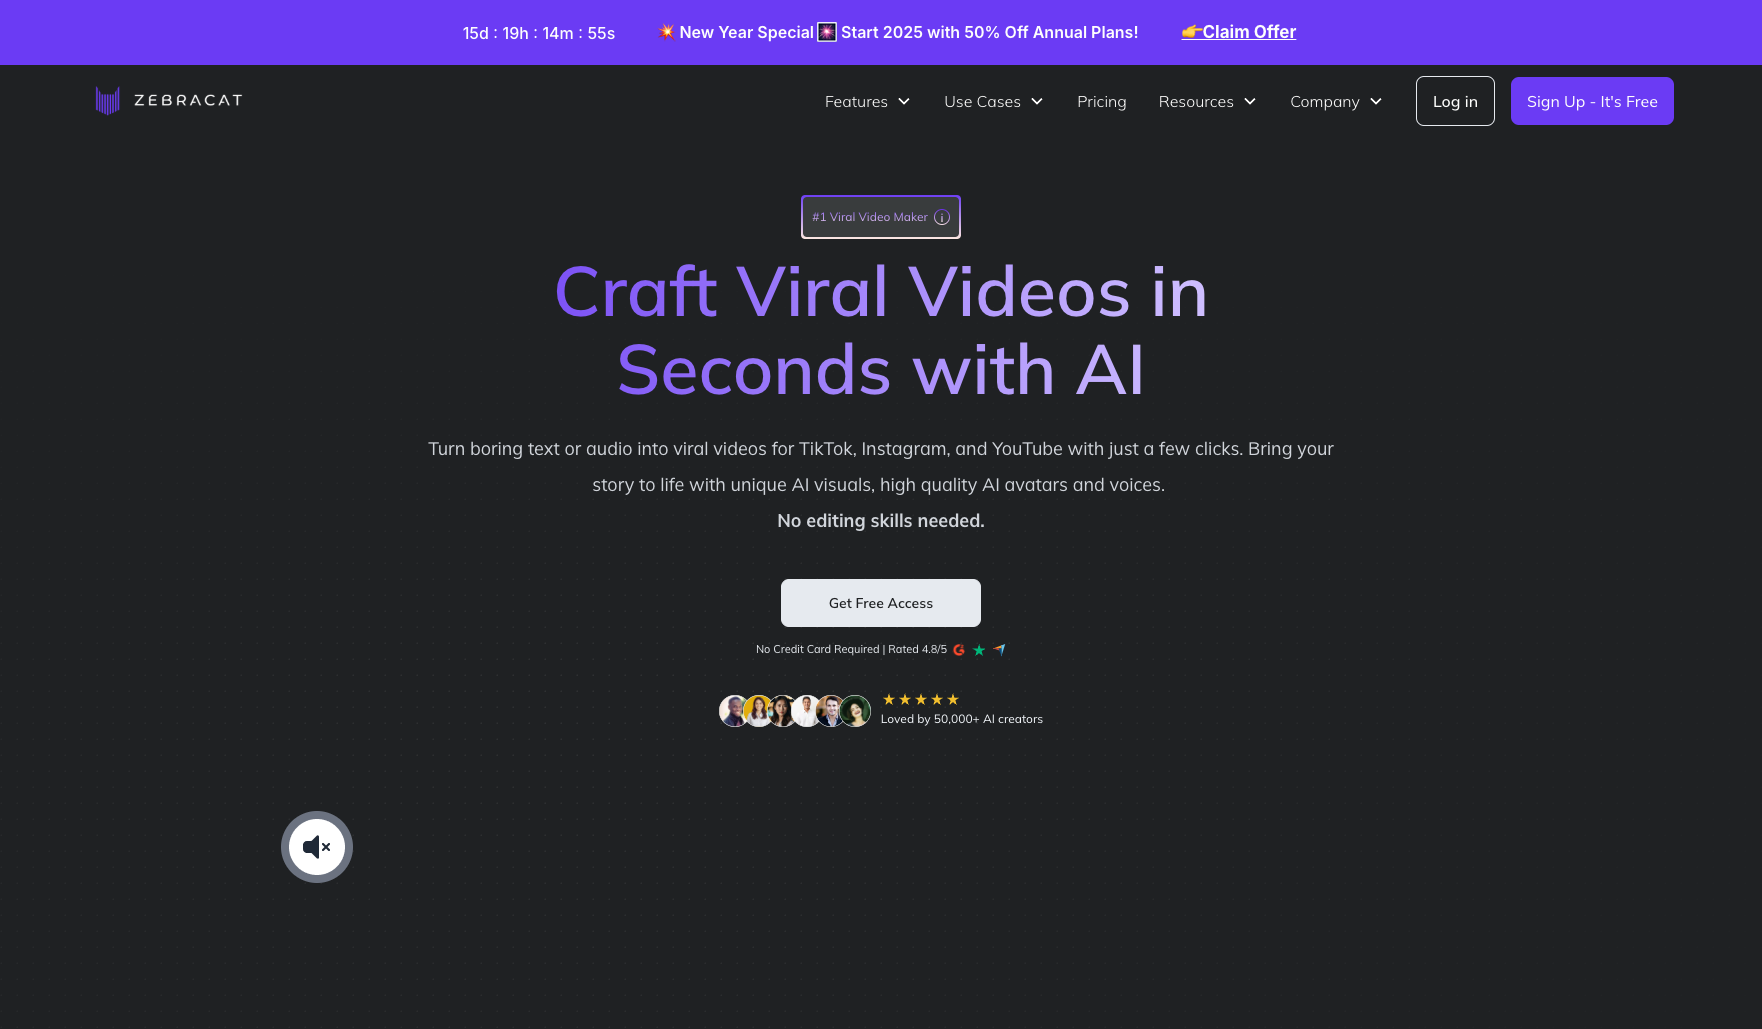 15d : 19h : 14m : 55s
💥 New Year Special 🎆 Start 2025 with 50% Off Annual Plans!
👉Claim Offer
ZEBRACAT
Features
Use Cases
Pricing
Resources
Company
Log in
Sign Up - It's Free
#1 Viral Video Maker
Craft Viral Videos in
Seconds with AI
Turn boring text or audio into viral videos for TikTok, Instagram, and YouTube with just a few clicks. Bring your
story to life with unique AI visuals, high quality AI avatars and voices.
No editing skills needed.
Get Free Access
No Credit Card Required | Rated 4.8/5
Loved by 50,000+ AI creators